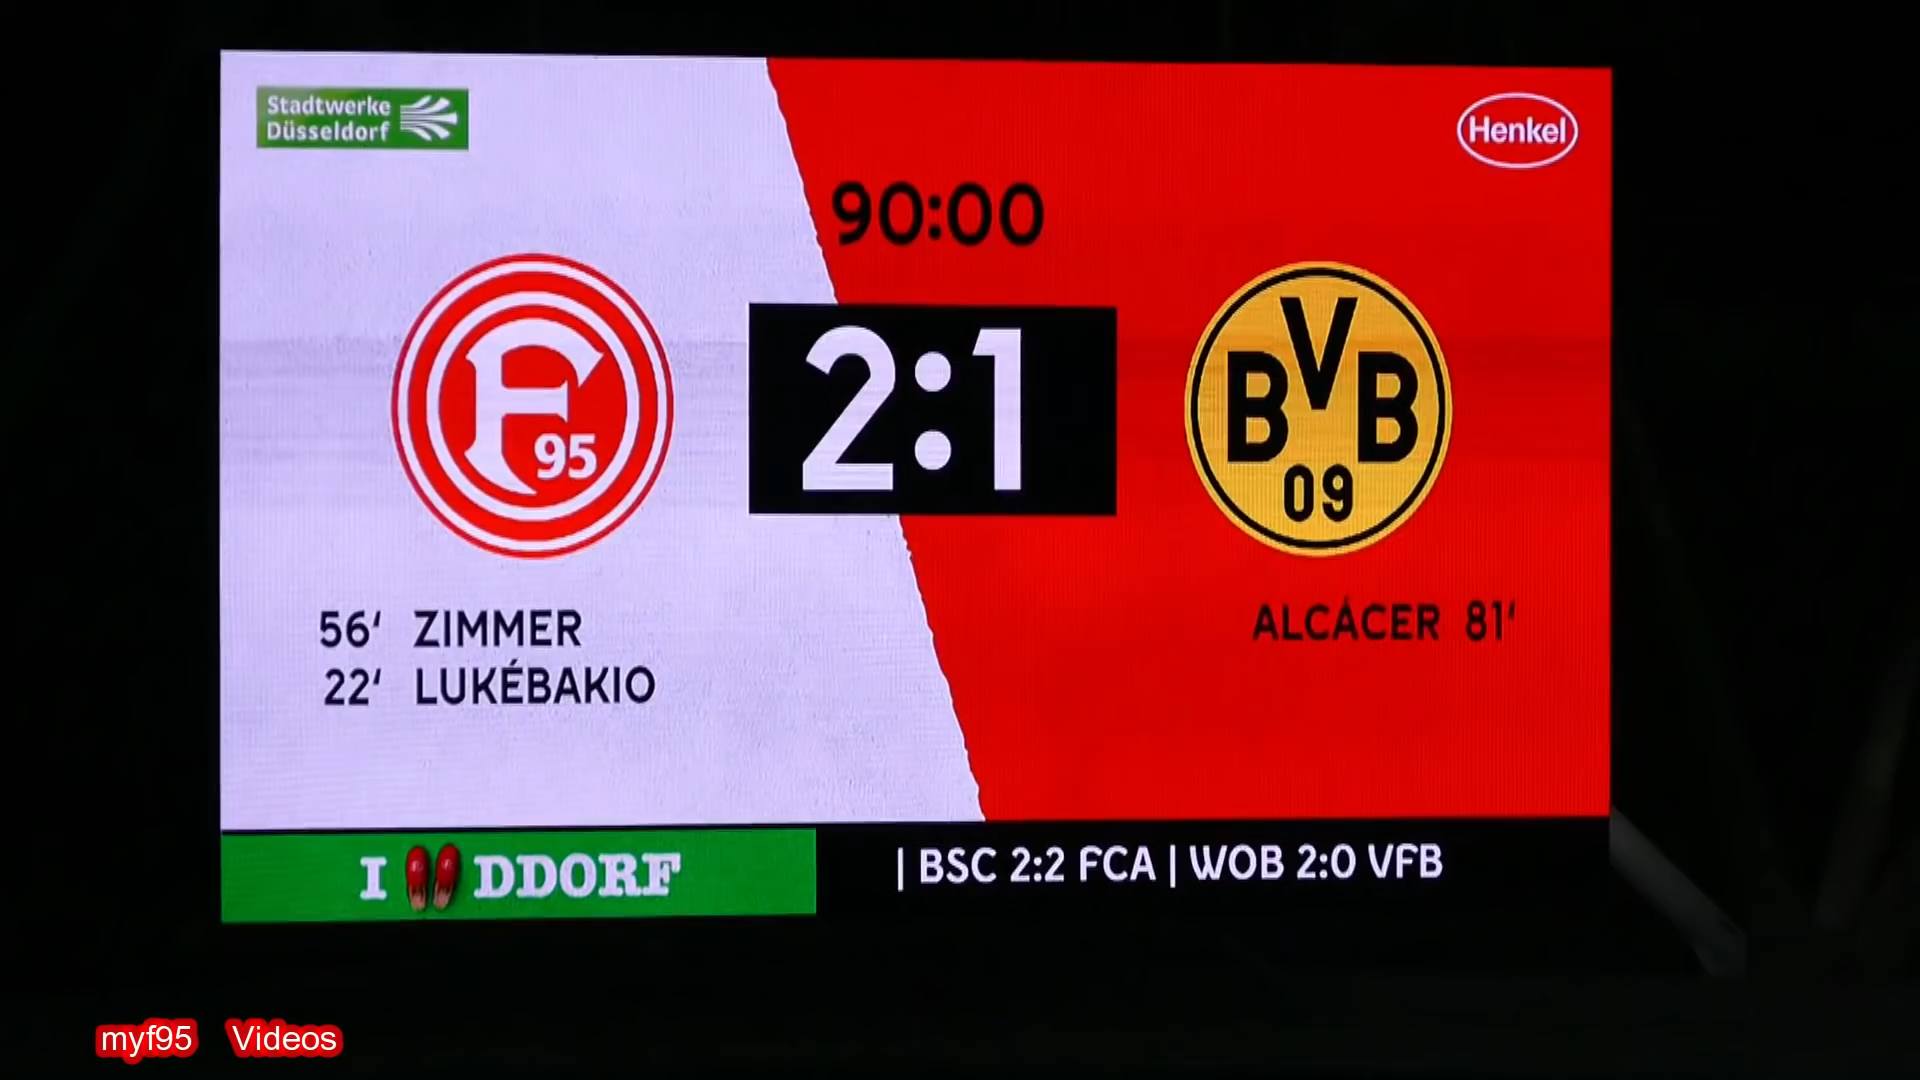 Stadtwerke
Düsseldorf
Henkel
90:00
F95
2:1
BVB
09
56‘ ZIMMER
22‘ LUKÉBAKIO
ALCÁCER 81‘
I DDORF
| BSC 2:2 FCA | WOB 2:0 VFB
myf95 Videos